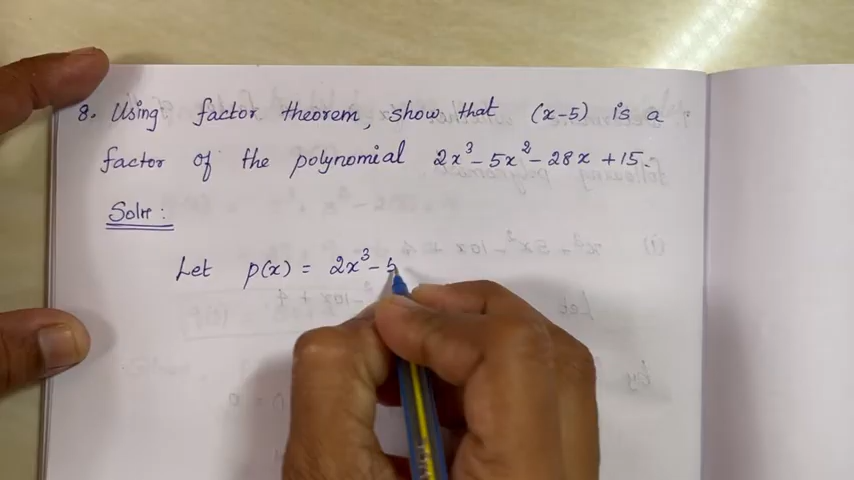 8. Using factor theorem, show that (x-5) is a
factor of the polynomial 2x³ - 5x² - 28x + 15.
Soln :
Let p(x) = 2x³ - 5